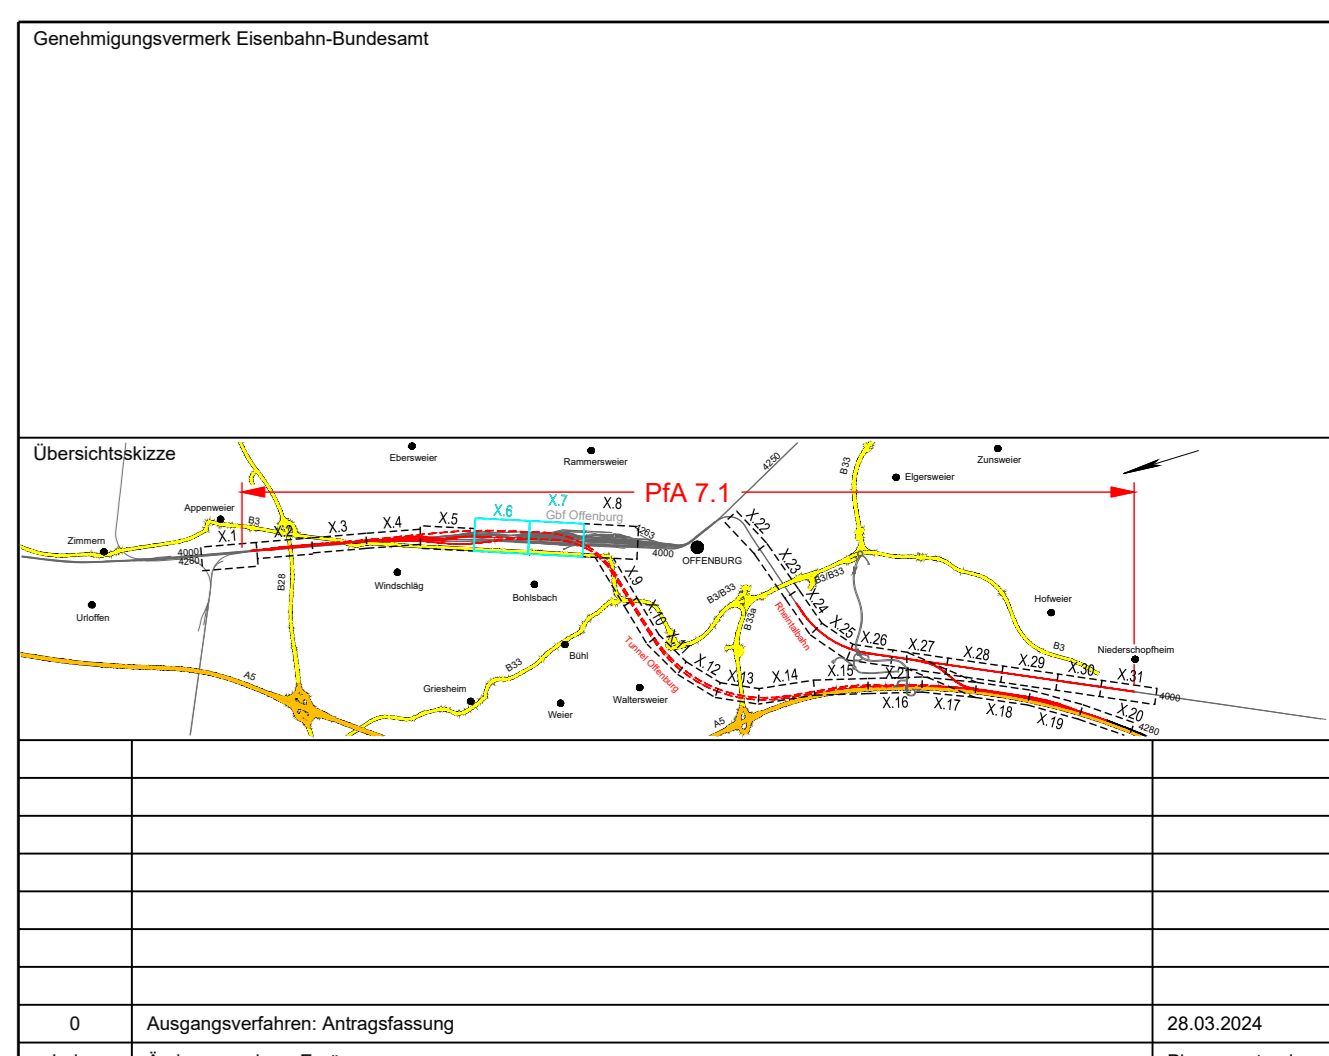 Genehmigungsvermerk Eisenbahn-Bundesamt
Übersichtsskizze
Ebersweier
Rammersweier
4250
B33
Zunsweier
Elgersweier
PfA 7.1
Appenweier
B3
X.1
X.2
X.3
X.4
X.5
X.6
X.7
X.8
Gbf Offenburg
4263
4000
OFFENBURG
Zimmern
4000
4280
B28
Windschläg
Bohlsbach
Urloffen
X.9
X.10
X.11
X.12
X.13
X.14
X.15
X.21
X.16
X.17
X.18
X.19
X.20
X.22
X.23
X.24
X.25
X.26
X.27
X.28
X.29
X.30
X.31
B3/B33
B3/B33
B33a
Rheintalbahn
Tunnel Offenburg
Hofweier
B3
Niederschopfheim
4000
4280
Bühl
B33
Griesheim
Weier
Waltersweier
A5
A5
0 Ausgangsverfahren: Antragsfassung 28.03.2024